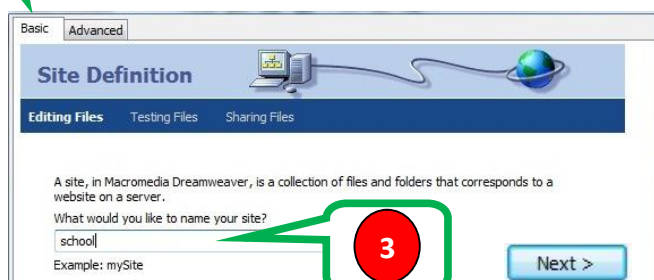 Basic Advanced
Site Definition
Editing Files Testing Files Sharing Files
A site, in Macromedia Dreamweaver, is a collection of files and folders that corresponds to a
website on a server.
What would you like to name your site?
school
3
Example: mySite
Next >